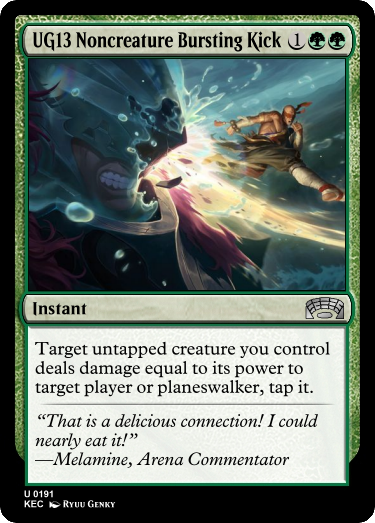 UG13 Noncreature Bursting Kick 1
Instant
Target untapped creature you control
deals damage equal to its power to
target player or planeswalker, tap it.
“That is a delicious connection! I could
nearly eat it!”
—Melamine, Arena Commentator
U 0191
KEC Ryuu Genky